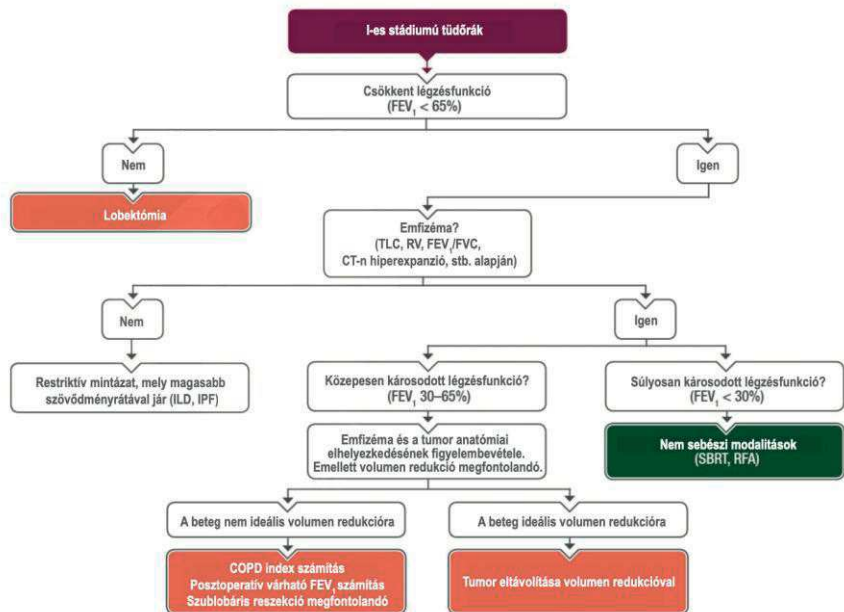 I-es stádiumú tüdőrák
Csökkent légzésfunkció
(FEV₁ < 65%)
Nem
Igen
Lobektómia
Emfizéma?
(TLC, RV, FEV₁/FVC,
CT-n hiperexpanzió, stb. alapján)
Nem
Igen
Restriktív mintázat, mely magasabb
szövődményrátával jár (ILD, IPF)
Közepesen károsodott légzésfunkció?
(FEV₁ 30–65%)
Súlyosan károsodott légzésfunkció?
(FEV₁ < 30%)
Emfizéma és a tumor anatómiai
elhelyezkedésének figyelembevétele.
Emellett volumen redukció megfontolandó.
Nem sebészi modalitások
(SBRT, RFA)
A beteg nem ideális volumen redukcióra
A beteg ideális volumen redukcióra
COPD index számítás
Posztoperatív várható FEV₁ számítás
Szublobáris reszekció megfontolandó
Tumor eltávolítása volumen redukcióval